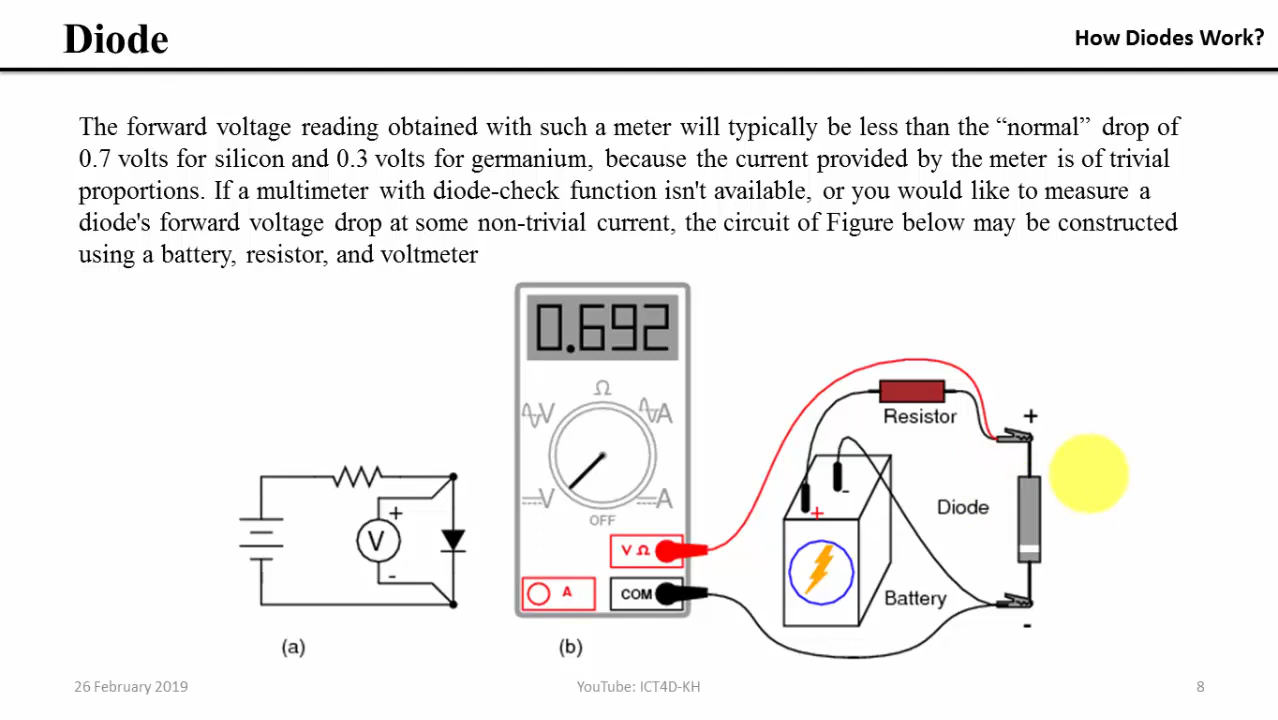 Diode
How Diodes Work?
The forward voltage reading obtained with such a meter will typically be less than the “normal” drop of
0.7 volts for silicon and 0.3 volts for germanium, because the current provided by the meter is of trivial
proportions. If a multimeter with diode-check function isn't available, or you would like to measure a
diode's forward voltage drop at some non-trivial current, the circuit of Figure below may be constructed
using a battery, resistor, and voltmeter
0.692
Ω
V
A
V
A
OFF
V Ω
A
COM
Resistor
+
-
+
Diode
Battery
-
+
V
-
(a)
(b)
26 February 2019
YouTube: ICT4D-KH
8